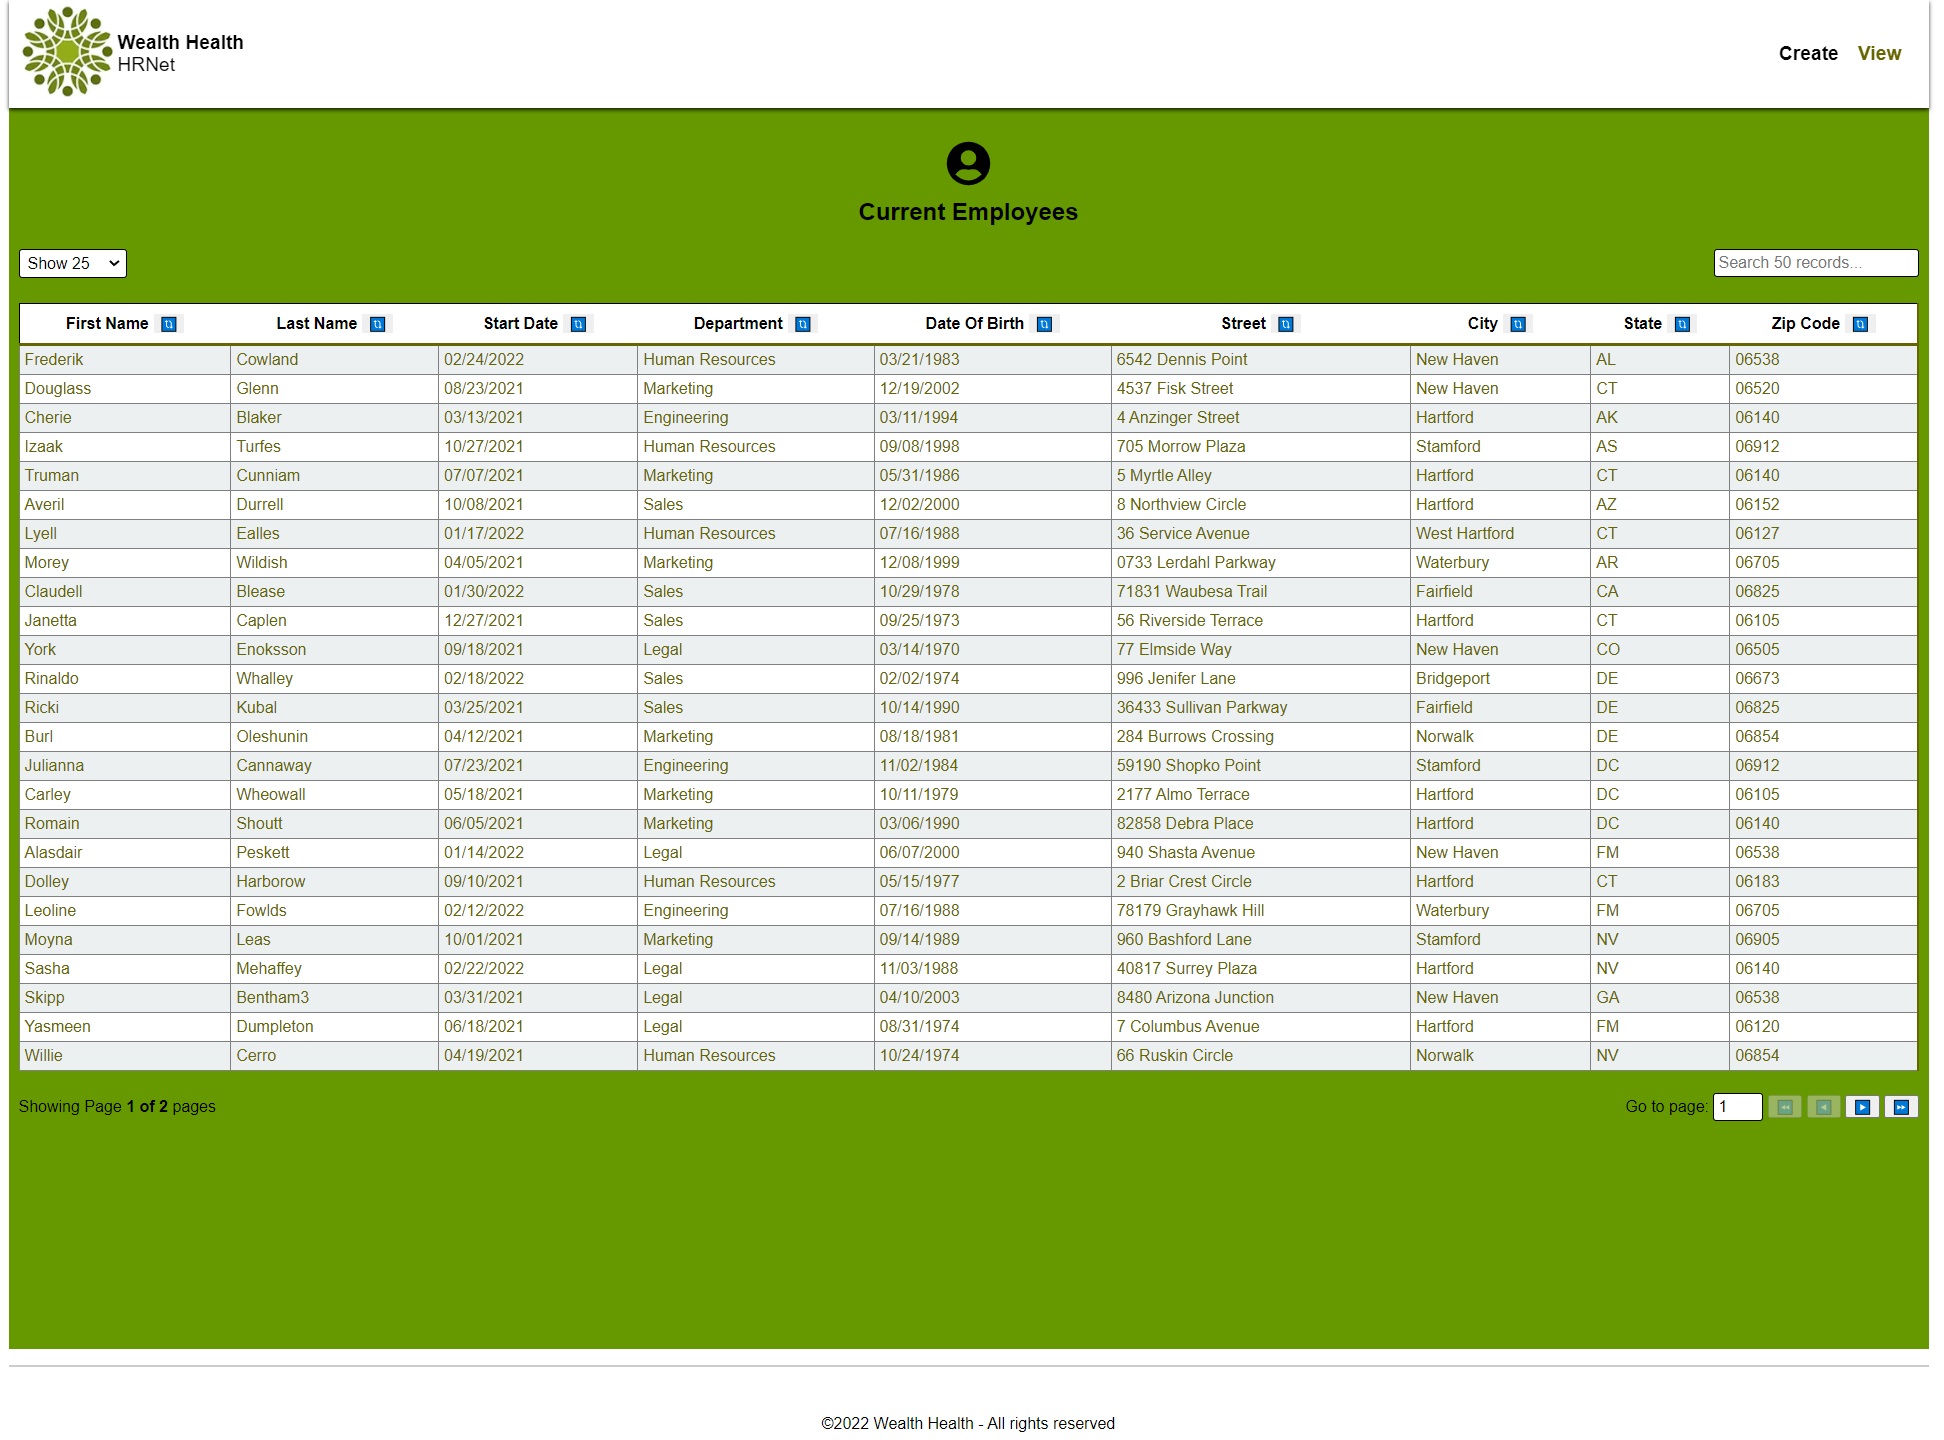 Wealth Health
HRNet
Create View
Current Employees
Show 25
Search 50 records...
First Name Last Name Start Date Department Date Of Birth Street City State Zip Code
Frederik Cowland 02/24/2022 Human Resources 03/21/1983 6542 Dennis Point New Haven AL 06538
Douglass Glenn 08/23/2021 Marketing 12/19/2002 4537 Fisk Street New Haven CT 06520
Cherie Blaker 03/13/2021 Engineering 03/11/1994 4 Anzinger Street Hartford AK 06140
Izaak Turfes 10/27/2021 Human Resources 09/08/1998 705 Morrow Plaza Stamford AS 06912
Truman Cunniam 07/07/2021 Marketing 05/31/1986 5 Myrtle Alley Hartford CT 06140
Averil Durrell 10/08/2021 Sales 12/02/2000 8 Northview Circle Hartford AZ 06152
Lyell Ealles 01/17/2022 Human Resources 07/16/1988 36 Service Avenue West Hartford CT 06127
Morey Wildish 04/05/2021 Marketing 12/08/1999 0733 Lerdahl Parkway Waterbury AR 06705
Claudell Blease 01/30/2022 Sales 10/29/1978 71831 Waubesa Trail Fairfield CA 06825
Janetta Caplen 12/27/2021 Sales 09/25/1973 56 Riverside Terrace Hartford CT 06105
York Enoksson 09/18/2021 Legal 03/14/1970 77 Elmside Way New Haven CO 06505
Rinaldo Whalley 02/18/2022 Sales 02/02/1974 996 Jenifer Lane Bridgeport DE 06673
Ricki Kubal 03/25/2021 Sales 10/14/1990 36433 Sullivan Parkway Fairfield DE 06825
Burl Oleshunin 04/12/2021 Marketing 08/18/1981 284 Burrows Crossing Norwalk DE 06854
Julianna Cannaway 07/23/2021 Engineering 11/02/1984 59190 Shopko Point Stamford DC 06912
Carley Wheowall 05/18/2021 Marketing 10/11/1979 2177 Almo Terrace Hartford DC 06105
Romain Shoutt 06/05/2021 Marketing 03/06/1990 82858 Debra Place Hartford DC 06140
Alasdair Peskett 01/14/2022 Legal 06/07/2000 940 Shasta Avenue New Haven FM 06538
Dolley Harborow 09/10/2021 Human Resources 05/15/1977 2 Briar Crest Circle Hartford CT 06183
Leoline Fowlds 02/12/2022 Engineering 07/16/1988 78179 Grayhawk Hill Waterbury FM 06705
Moyna Leas 10/01/2021 Marketing 09/14/1989 960 Bashford Lane Stamford NV 06905
Sasha Mehaffey 02/22/2022 Legal 11/03/1988 40817 Surrey Plaza Hartford NV 06140
Skipp Bentham3 03/31/2021 Legal 04/10/2003 8480 Arizona Junction New Haven GA 06538
Yasmeen Dumpleton 06/18/2021 Legal 08/31/1974 7 Columbus Avenue Hartford FM 06120
Willie Cerro 04/19/2021 Human Resources 10/24/1974 66 Ruskin Circle Norwalk NV 06854
Showing Page 1 of 2 pages
Go to page: 1
©2022 Wealth Health - All rights reserved